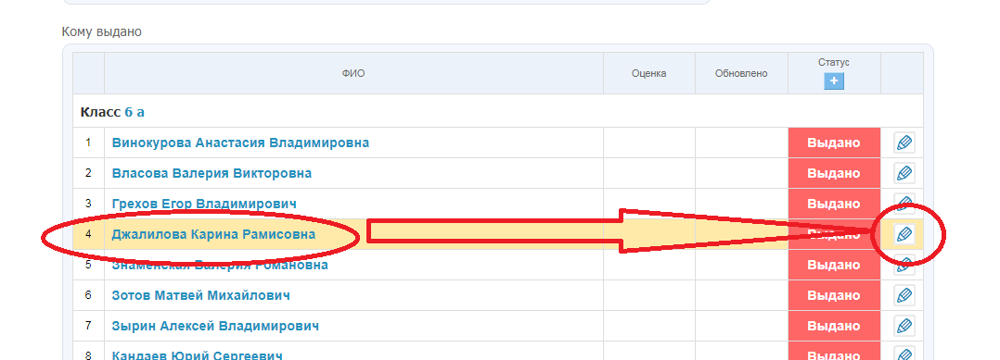 Кому выдано
ФИО Оценка Обновлено Статус
+
Класс 6 а
1 Винокурова Анастасия Владимировна Выдано
2 Власова Валерия Викторовна Выдано
3 Грехов Егор Владимирович Выдано
4 Джалилова Карина Рамисовна Выдано
5 Знаменская Валерия Романовна Выдано
6 Зотов Матвей Михайлович Выдано
7 Зырин Алексей Владимирович Выдано
8 Кандаев Юрий Сергеевич Выдано